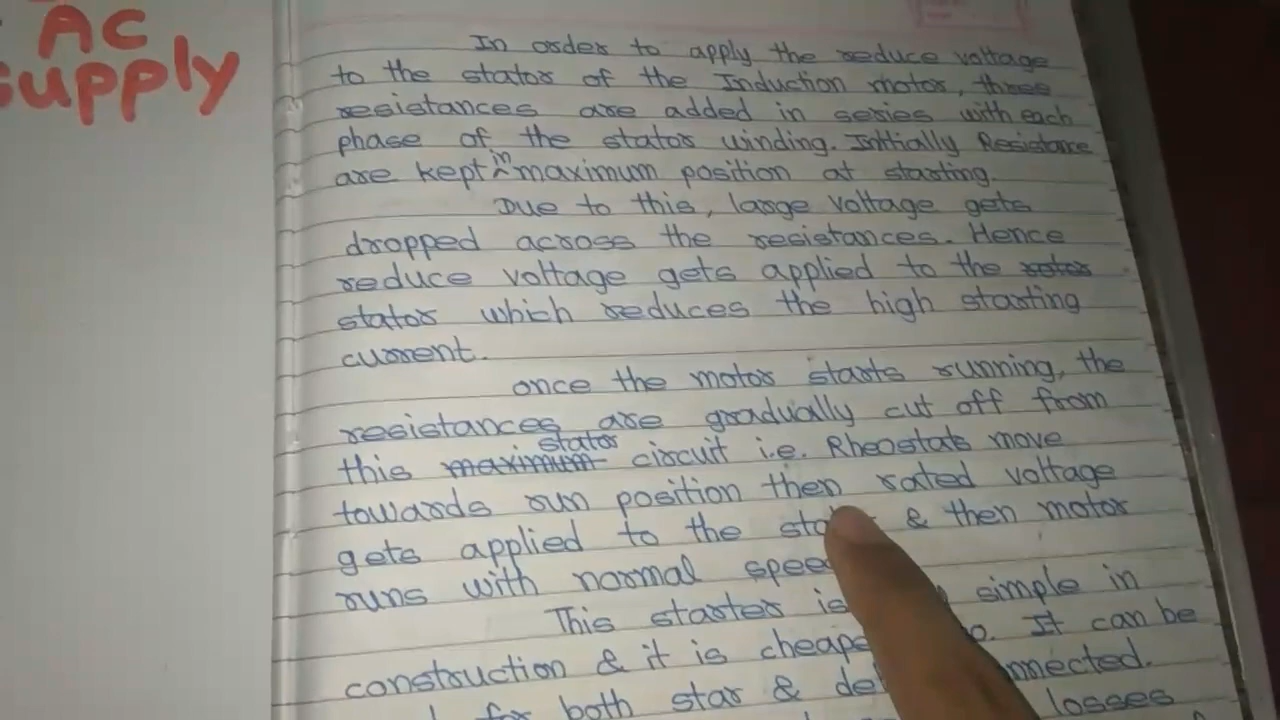 AC
supply
In order to apply the reduce voltage
to the stator of the Induction motor, three
resistances are added in series with each
phase of the stator winding. Initially Resistance
are kept in maximum position at starting.
Due to this, large voltage gets
dropped across the resistances. Hence
reduce voltage gets applied to the rotor
stator which reduces the high starting
current.
once the motor starts running, the
resistances are gradually cut off from
this maximum stator circuit i.e. Rheostats move
towards run position then rated voltage
gets applied to the & then motor
runs with normal
This starter is simple in
construction & it is It can be
for both star &
losses